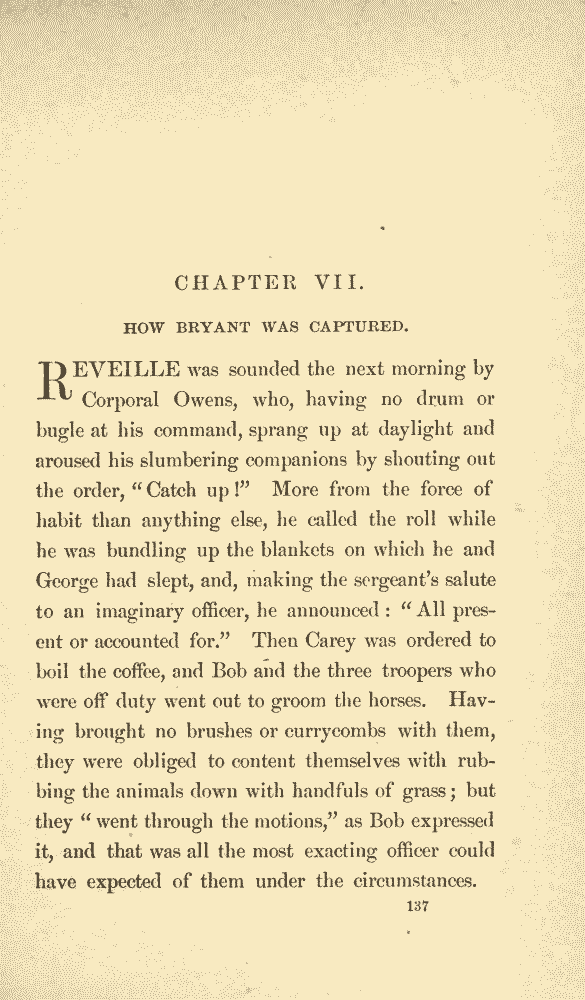 CHAPTER VII.
HOW BRYANT WAS CAPTURED.
REVEILLE was sounded the next morning by
Corporal Owens, who, having no drum or
bugle at his command, sprang up at daylight and
aroused his slumbering companions by shouting out
the order, “Catch up!” More from the force of
habit than anything else, he called the roll while
he was bundling up the blankets on which he and
George had slept, and, making the sergeant’s salute
to an imaginary officer, he announced: “All pres-
ent or accounted for.” Then Carey was ordered to
boil the coffee, and Bob and the three troopers who
were off duty went out to groom the horses. Hav-
ing brought no brushes or currycombs with them,
they were obliged to content themselves with rub-
bing the animals down with handfuls of grass; but
they “went through the motions,” as Bob expressed
it, and that was all the most exacting officer could
have expected of them under the circumstances.
137